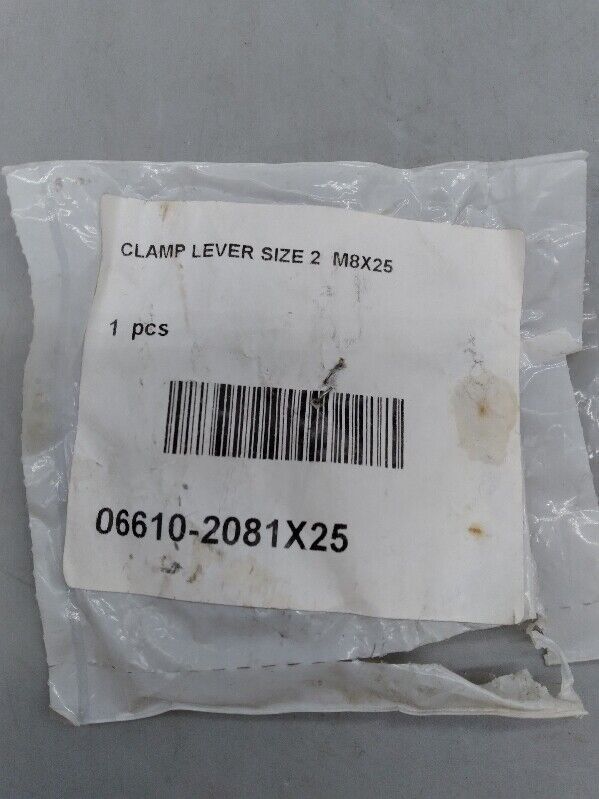 CLAMP LEVER SIZE 2 M8X25
1 pcs
06610-2081X25